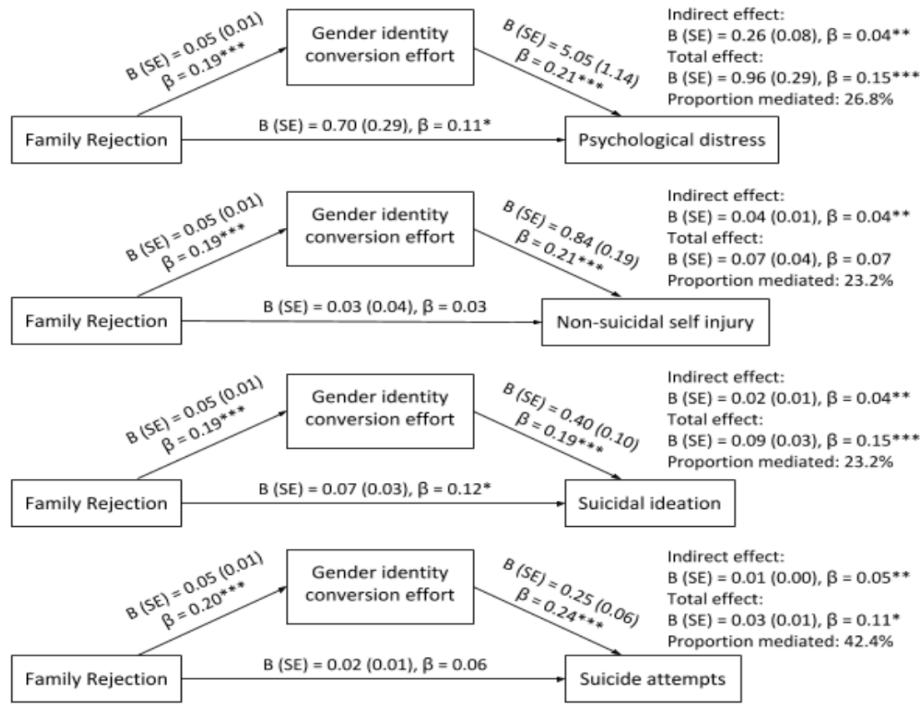 B (SE) = 0.05 (0.01)
β = 0.19***
Gender identity
conversion effort
B (SE) = 5.05 (1.14)
β = 0.21***
Family Rejection
B (SE) = 0.70 (0.29), β = 0.11*
Psychological distress
Indirect effect:
B (SE) = 0.26 (0.08), β = 0.04**
Total effect:
B (SE) = 0.96 (0.29), β = 0.15***
Proportion mediated: 26.8%
B (SE) = 0.05 (0.01)
β = 0.19***
Gender identity
conversion effort
B (SE) = 0.84 (0.19)
β = 0.21***
Family Rejection
B (SE) = 0.03 (0.04), β = 0.03
Non-suicidal self injury
Indirect effect:
B (SE) = 0.04 (0.01), β = 0.04**
Total effect:
B (SE) = 0.07 (0.04), β = 0.07
Proportion mediated: 23.2%
B (SE) = 0.05 (0.01)
β = 0.19***
Gender identity
conversion effort
B (SE) = 0.40 (0.10)
β = 0.19***
Family Rejection
B (SE) = 0.07 (0.03), β = 0.12*
Suicidal ideation
Indirect effect:
B (SE) = 0.02 (0.01), β = 0.04**
Total effect:
B (SE) = 0.09 (0.03), β = 0.15***
Proportion mediated: 23.2%
B (SE) = 0.05 (0.01)
β = 0.20***
Gender identity
conversion effort
B (SE) = 0.25 (0.06)
β = 0.24***
Family Rejection
B (SE) = 0.02 (0.01), β = 0.06
Suicide attempts
Indirect effect:
B (SE) = 0.01 (0.00), β = 0.05**
Total effect:
B (SE) = 0.03 (0.01), β = 0.11*
Proportion mediated: 42.4%